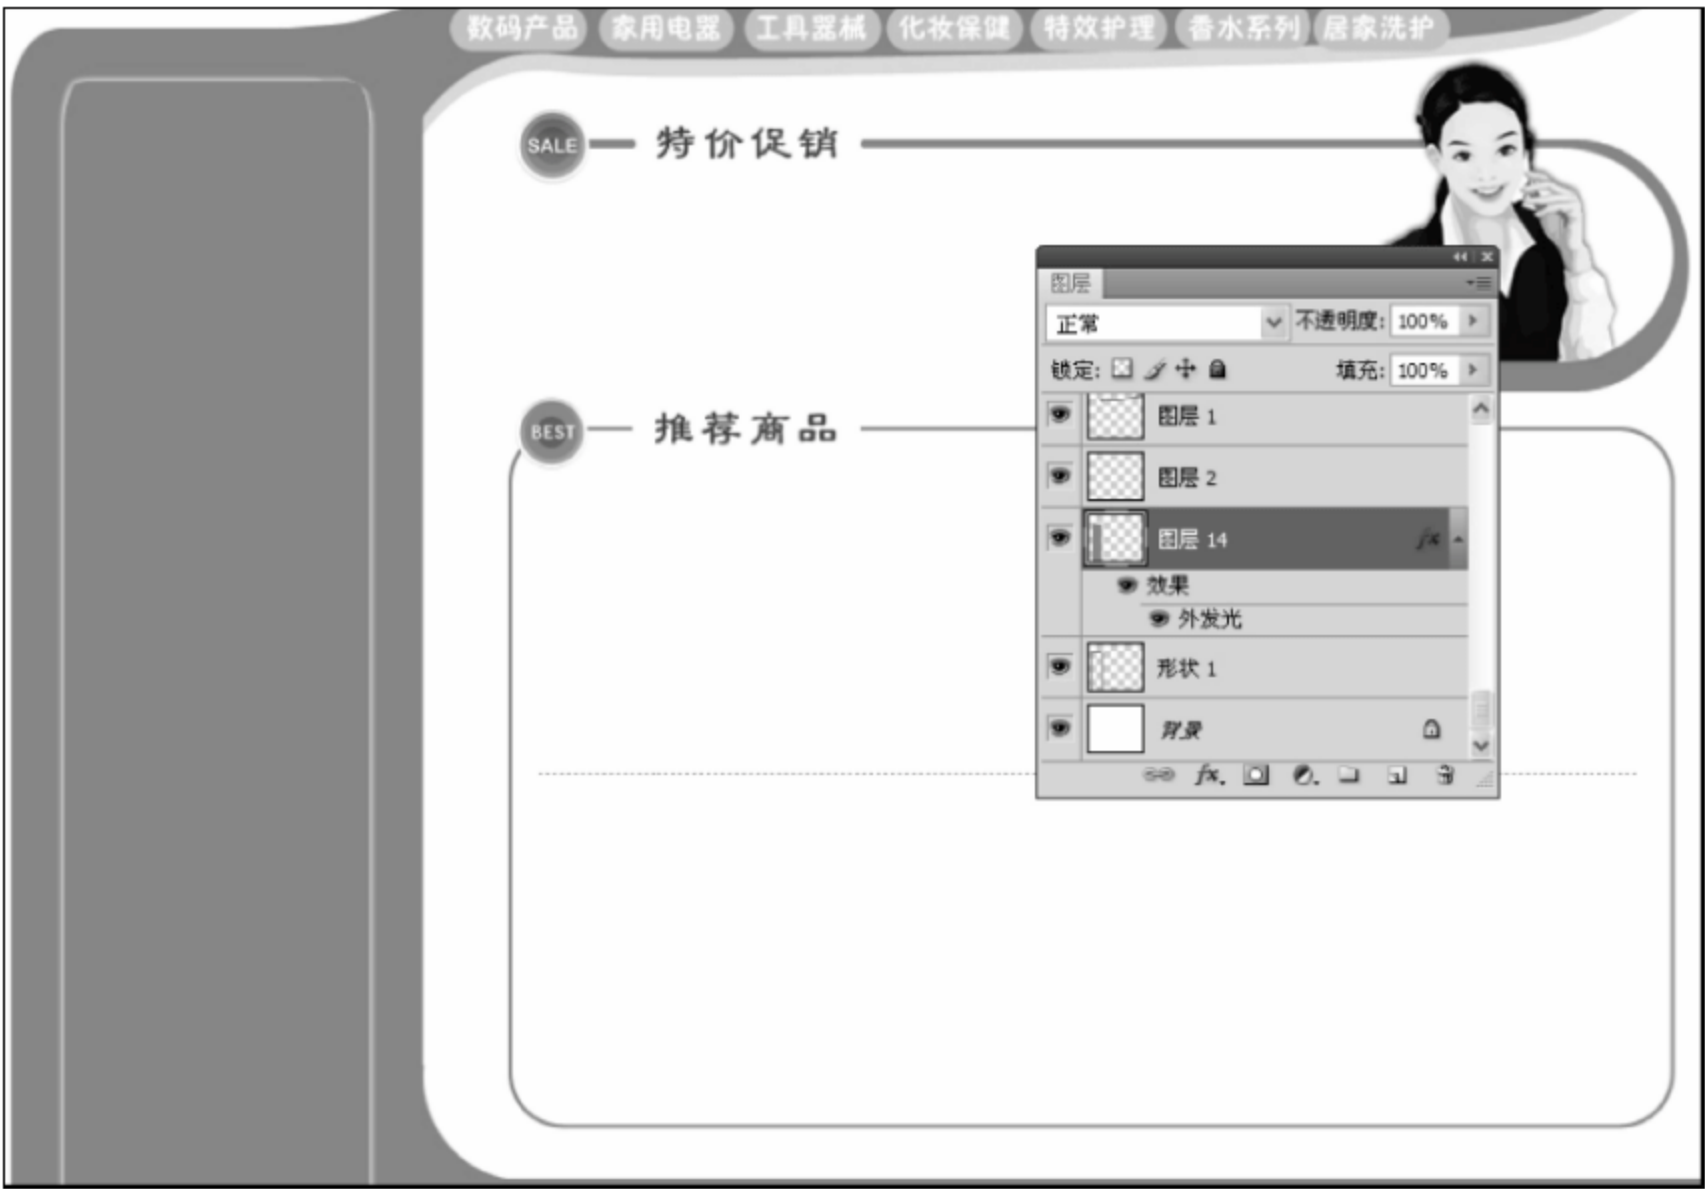 数码产品 家用电器 工具器械 化妆保健 特效护理 香水系列 居家洗护
SALE 特价促销
BEST 推荐商品
图层
正常 不透明度: 100%
锁定: 填充: 100%
图层 1
图层 2
图层 14 fx
效果
外发光
形状 1
背景
fx.